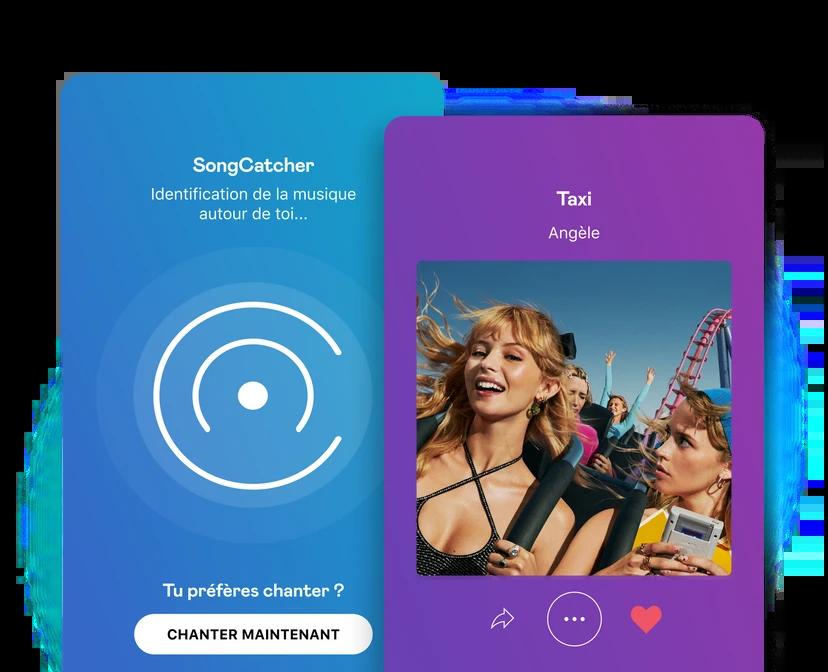 SongCatcher
Identification de la musique
autour de toi...
Tu préfères chanter ?
CHANTER MAINTENANT
Taxi
Angèle